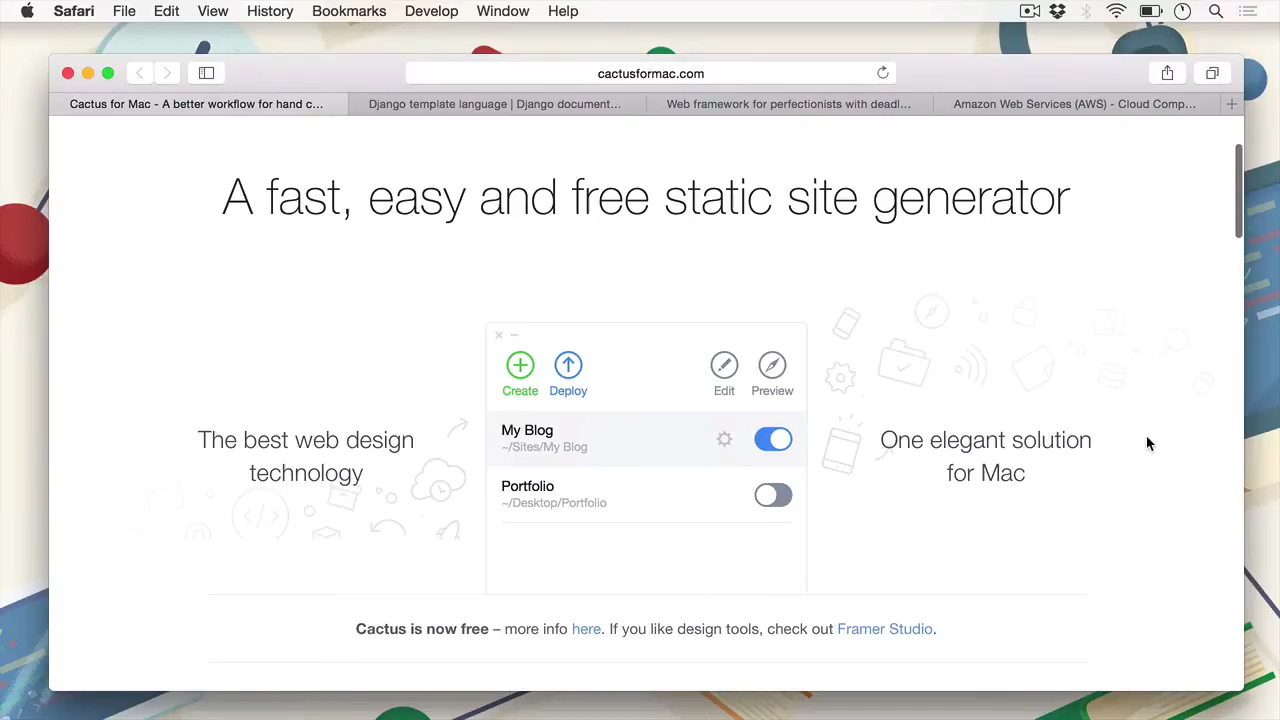 Safari File Edit View History Bookmarks Develop Window Help
cactusformac.com
Cactus for Mac - A better workflow for hand c...
Django template language | Django document...
Web framework for perfectionists with deadl...
Amazon Web Services (AWS) - Cloud Comp...
A fast, easy and free static site generator
Create Deploy Edit Preview
My Blog
~/Sites/My Blog
Portfolio
~/Desktop/Portfolio
The best web design
technology
One elegant solution
for Mac
Cactus is now free – more info here. If you like design tools, check out Framer Studio.